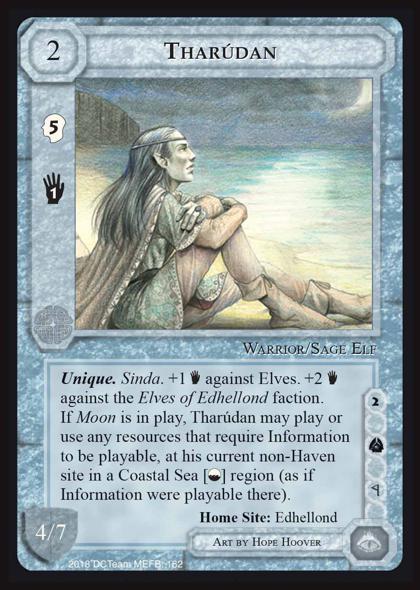 2
THARÚDAN
5
1
WARRIOR/SAGE ELF
Unique. Sinda. +1 against Elves. +2
against the Elves of Edhellond faction.
If Moon is in play, Tharúdan may play or
use any resources that require Information
to be playable, at his current non-Haven
site in a Coastal Sea [ ] region (as if
Information were playable there).
2
Home Site: Edhellond
4/7
ART BY HOPE HOOVER
2018 DCTeam MEFB: 162